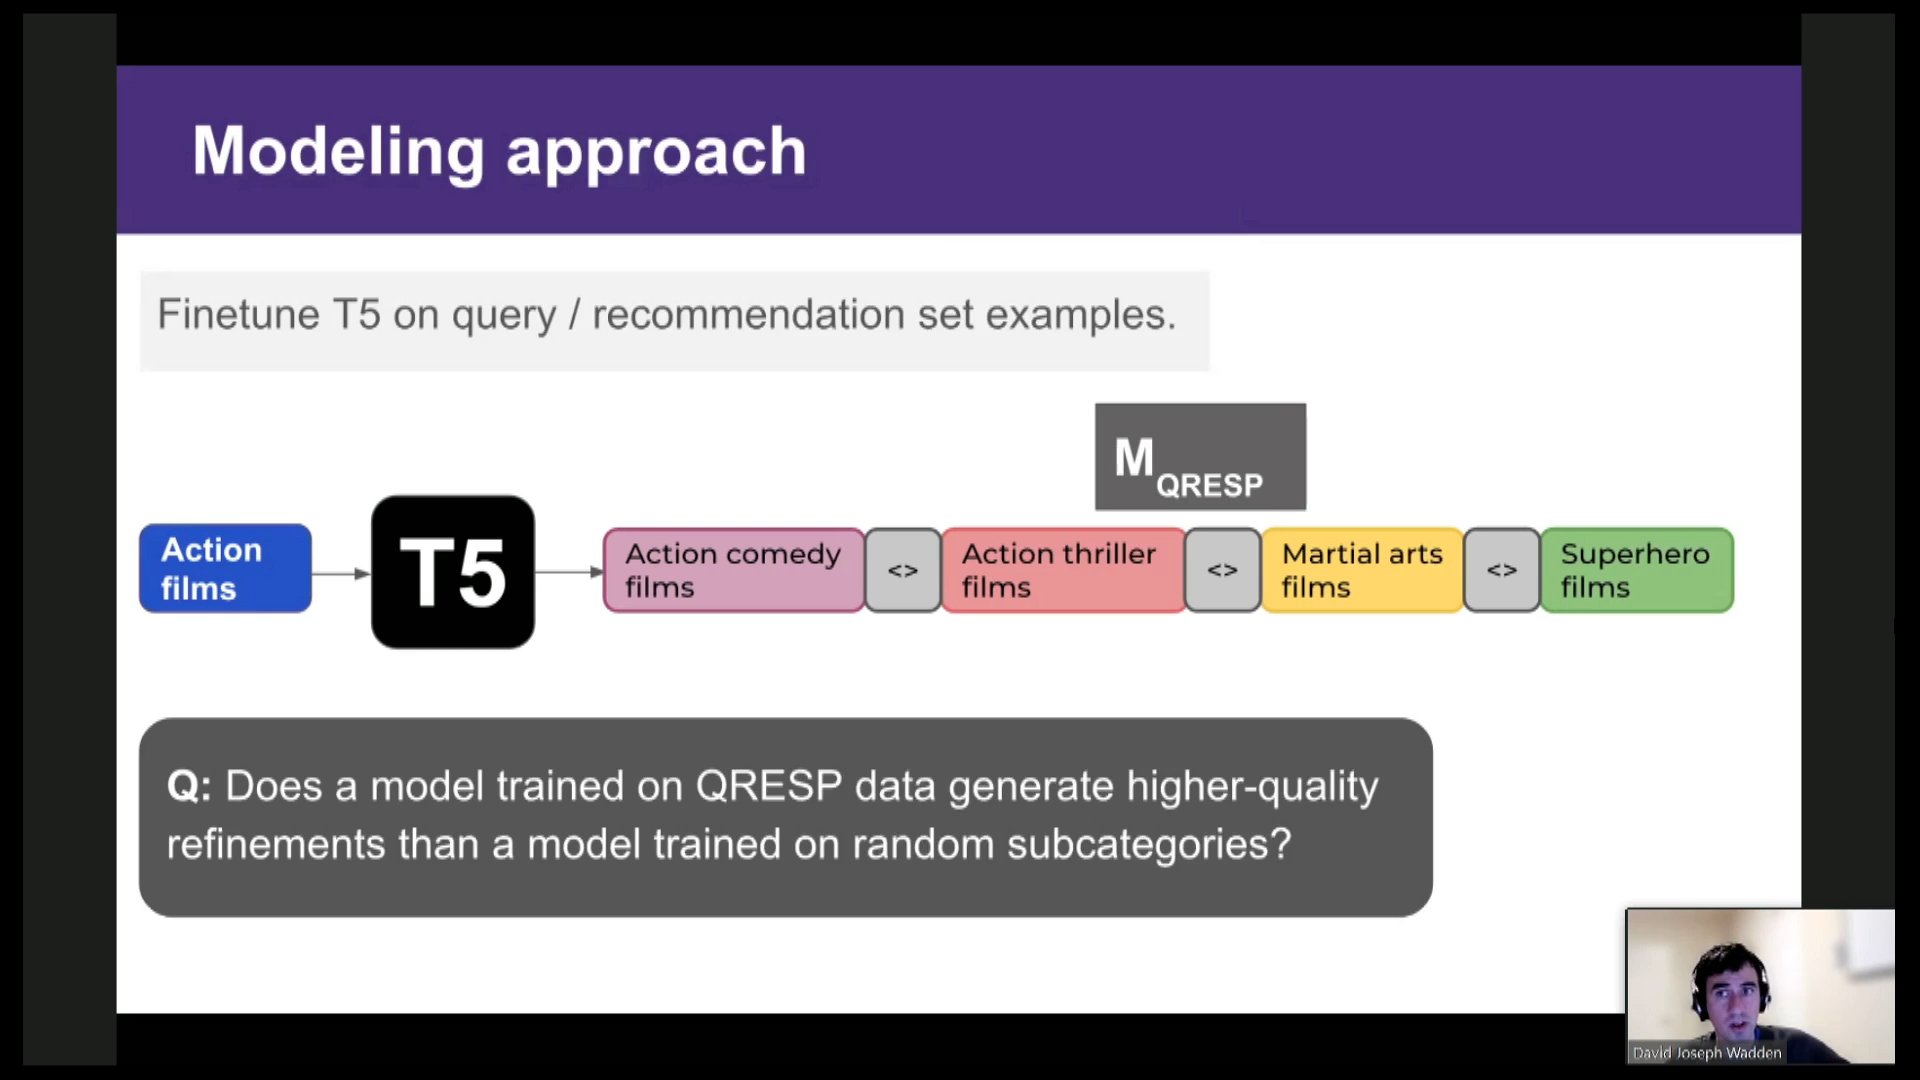 Modeling approach
Finetune T5 on query / recommendation set examples.
M QRESP
Action
films
T5
Action comedy
films
<>
Action thriller
films
<>
Martial arts
films
<>
Superhero
films
Q: Does a model trained on QRESP data generate higher-quality
refinements than a model trained on random subcategories?
David Joseph Wadden